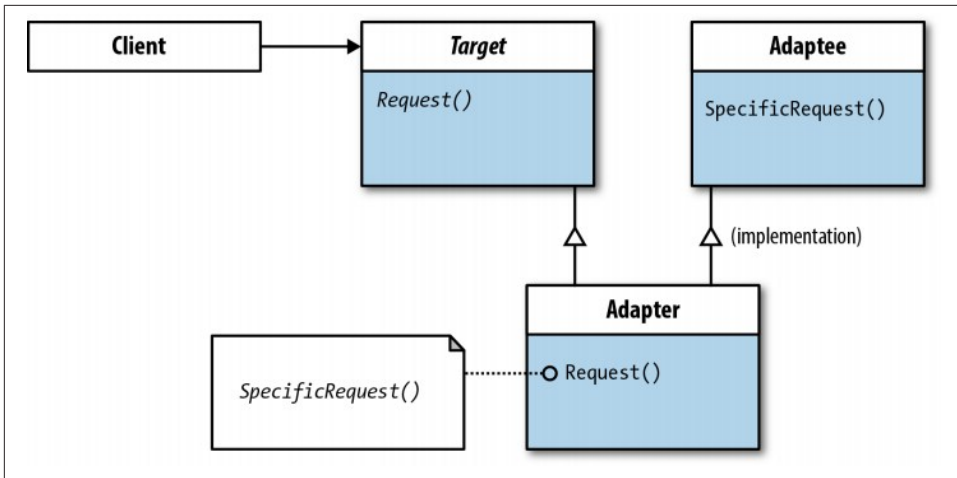 Client
Target
Request()
Adaptee
SpecificRequest()
(implementation)
Adapter
Request()
SpecificRequest()